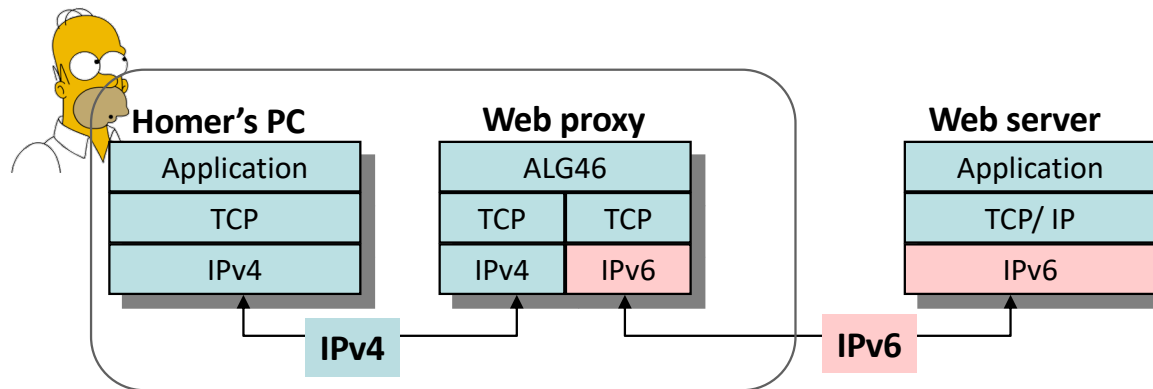 Homer’s PC
Application
TCP
IPv4
Web proxy
ALG46
TCP TCP
IPv4 IPv6
Web server
Application
TCP/ IP
IPv6
IPv4
IPv6